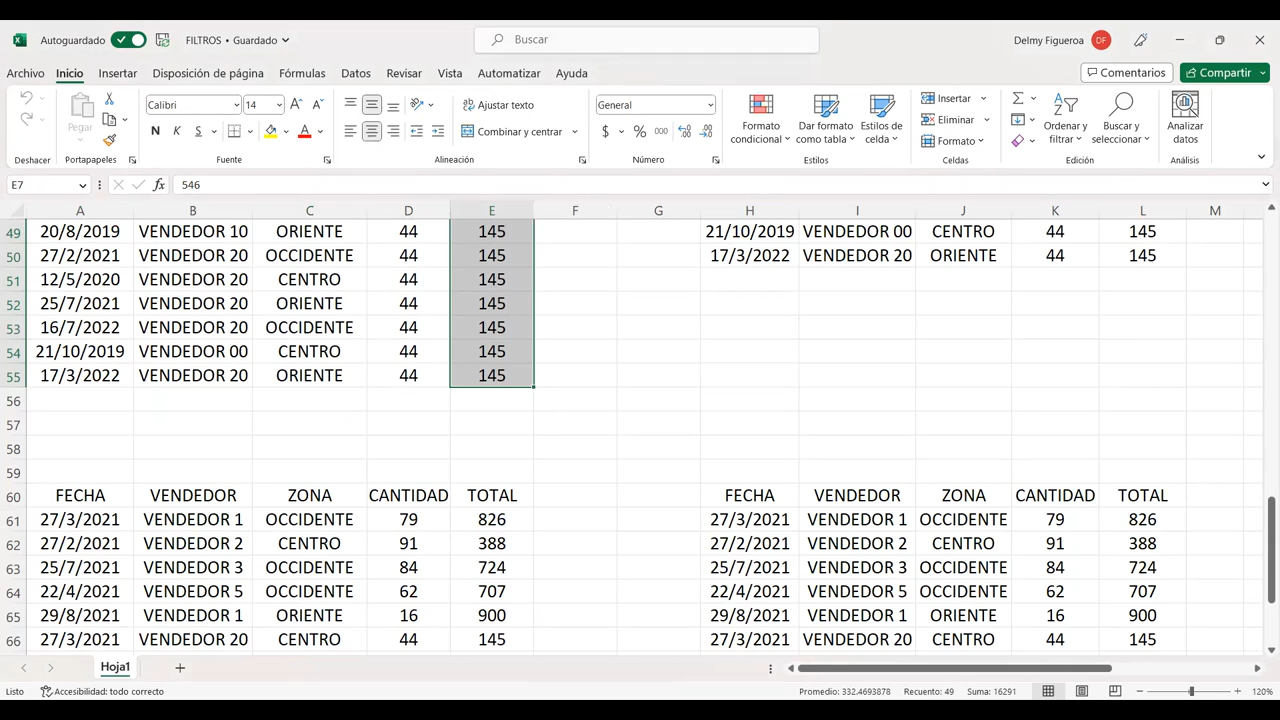 Autoguardado FILTROS • Guardado Buscar Delmy Figueroa DF
Archivo Inicio Insertar Disposición de página Fórmulas Datos Revisar Vista Automatizar Ayuda Comentarios Compartir
Calibri 14 Ajustar texto General Insertar
Pegar Formato condicional Dar formato como tabla Estilos de celda Eliminar Ordenar y filtrar Buscar y seleccionar Analizar datos
N K S Combinar y centrar $ % 000 Formato
Deshacer Portapapeles Fuente Alineación Número Estilos Celdas Edición Análisis
E7 fx 546
A B C D E F G H I J K L M
49 20/8/2019 VENDEDOR 10 ORIENTE 44 145 21/10/2019 VENDEDOR 00 CENTRO 44 145
50 27/2/2021 VENDEDOR 20 OCCIDENTE 44 145 17/3/2022 VENDEDOR 20 ORIENTE 44 145
51 12/5/2020 VENDEDOR 20 CENTRO 44 145
52 25/7/2021 VENDEDOR 20 ORIENTE 44 145
53 16/7/2022 VENDEDOR 20 OCCIDENTE 44 145
54 21/10/2019 VENDEDOR 00 CENTRO 44 145
55 17/3/2022 VENDEDOR 20 ORIENTE 44 145
56
57
58
59
60 FECHA VENDEDOR ZONA CANTIDAD TOTAL FECHA VENDEDOR ZONA CANTIDAD TOTAL
61 27/3/2021 VENDEDOR 1 OCCIDENTE 79 826 27/3/2021 VENDEDOR 1 OCCIDENTE 79 826
62 27/2/2021 VENDEDOR 2 CENTRO 91 388 27/2/2021 VENDEDOR 2 CENTRO 91 388
63 25/7/2021 VENDEDOR 3 OCCIDENTE 84 724 25/7/2021 VENDEDOR 3 OCCIDENTE 84 724
64 22/4/2021 VENDEDOR 5 OCCIDENTE 62 707 22/4/2021 VENDEDOR 5 OCCIDENTE 62 707
65 29/8/2021 VENDEDOR 1 ORIENTE 16 900 29/8/2021 VENDEDOR 1 ORIENTE 16 900
66 27/3/2021 VENDEDOR 20 CENTRO 44 145 27/3/2021 VENDEDOR 20 CENTRO 44 145
Hoja1
Listo Accesibilidad: todo correcto Promedio: 332.4693878 Recuento: 49 Suma: 16291 120%